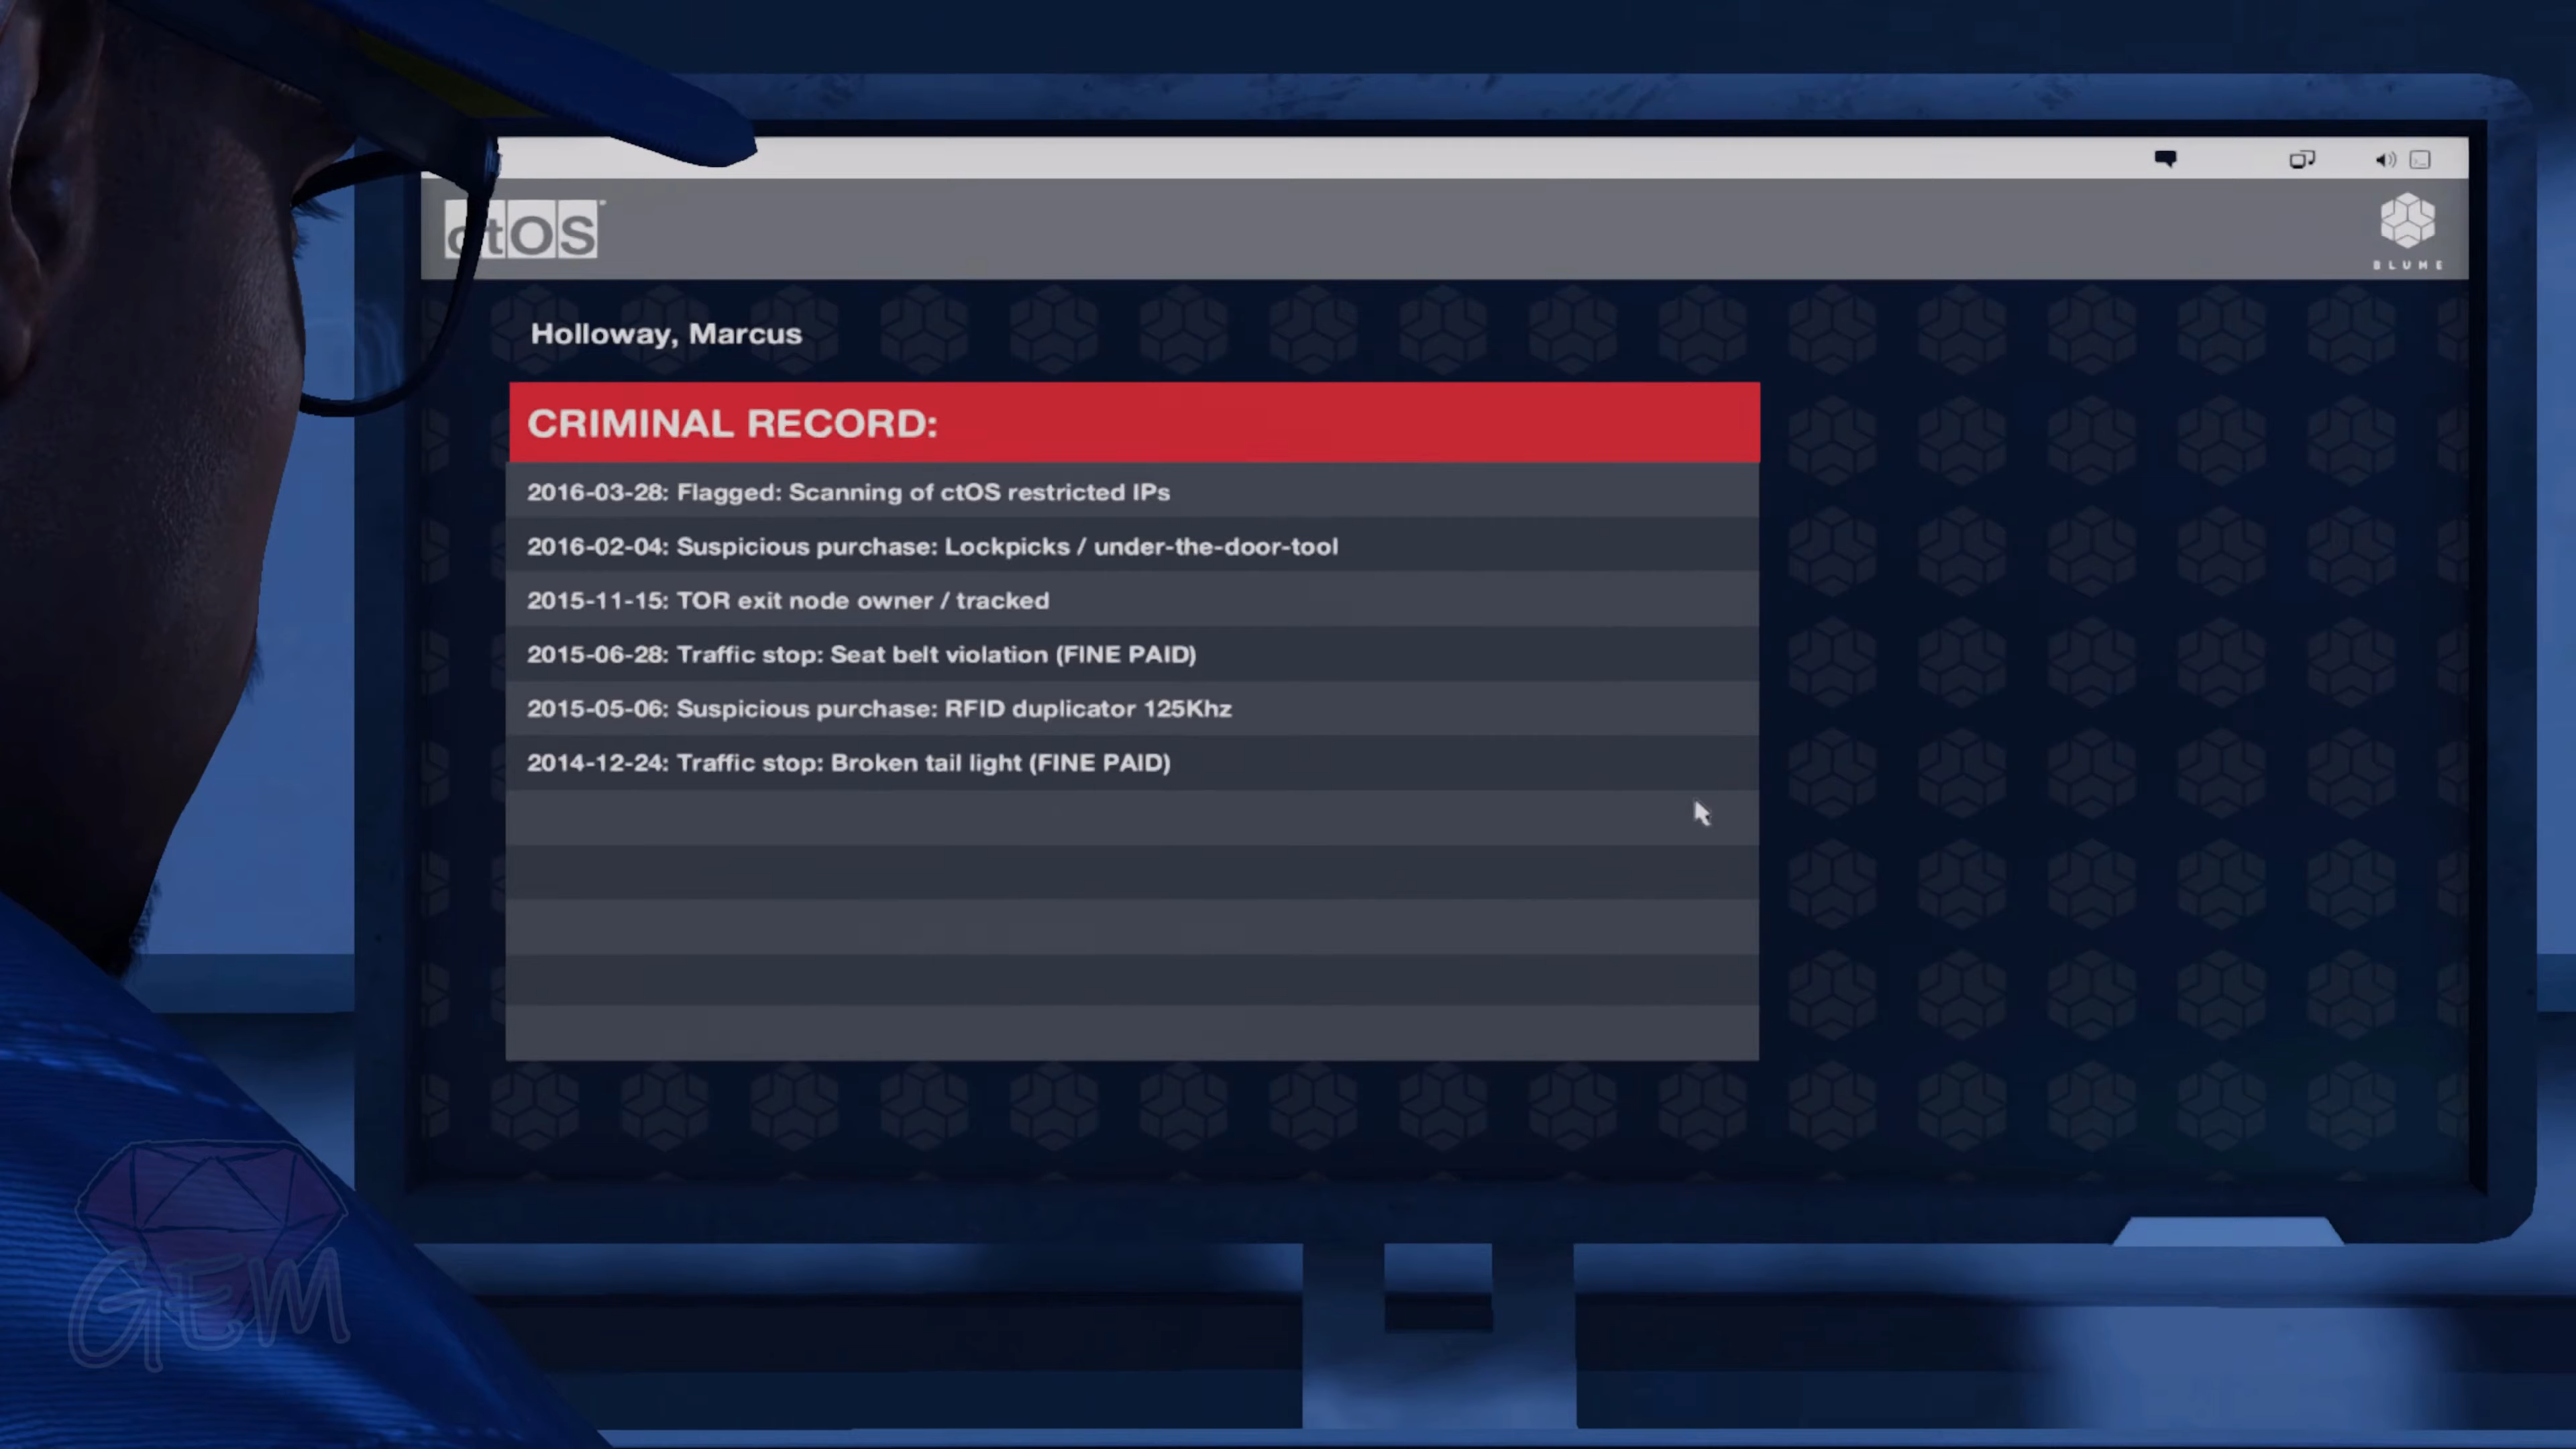 ctOS
BLUME
Holloway, Marcus
CRIMINAL RECORD:
2016-03-28: Flagged: Scanning of ctOS restricted IPs
2016-02-04: Suspicious purchase: Lockpicks / under-the-door-tool
2015-11-15: TOR exit node owner / tracked
2015-06-28: Traffic stop: Seat belt violation (FINE PAID)
2015-05-06: Suspicious purchase: RFID duplicator 125Khz
2014-12-24: Traffic stop: Broken tail light (FINE PAID)
GEM